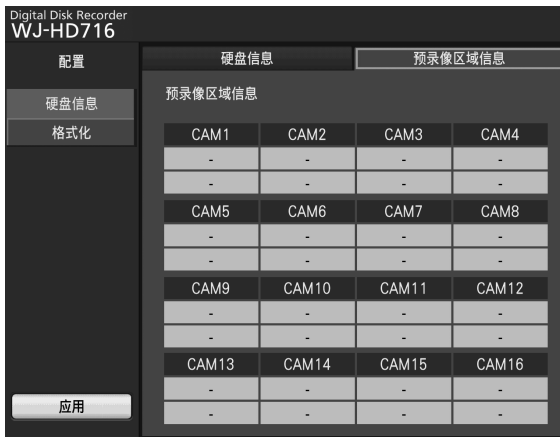 Digital Disk Recorder
WJ-HD716
配置
硬盘信息
预录像区域信息
硬盘信息
格式化
预录像区域信息
CAM1 CAM2 CAM3 CAM4
- - - -
- - - -
CAM5 CAM6 CAM7 CAM8
- - - -
- - - -
CAM9 CAM10 CAM11 CAM12
- - - -
- - - -
CAM13 CAM14 CAM15 CAM16
- - - -
- - - -
应用